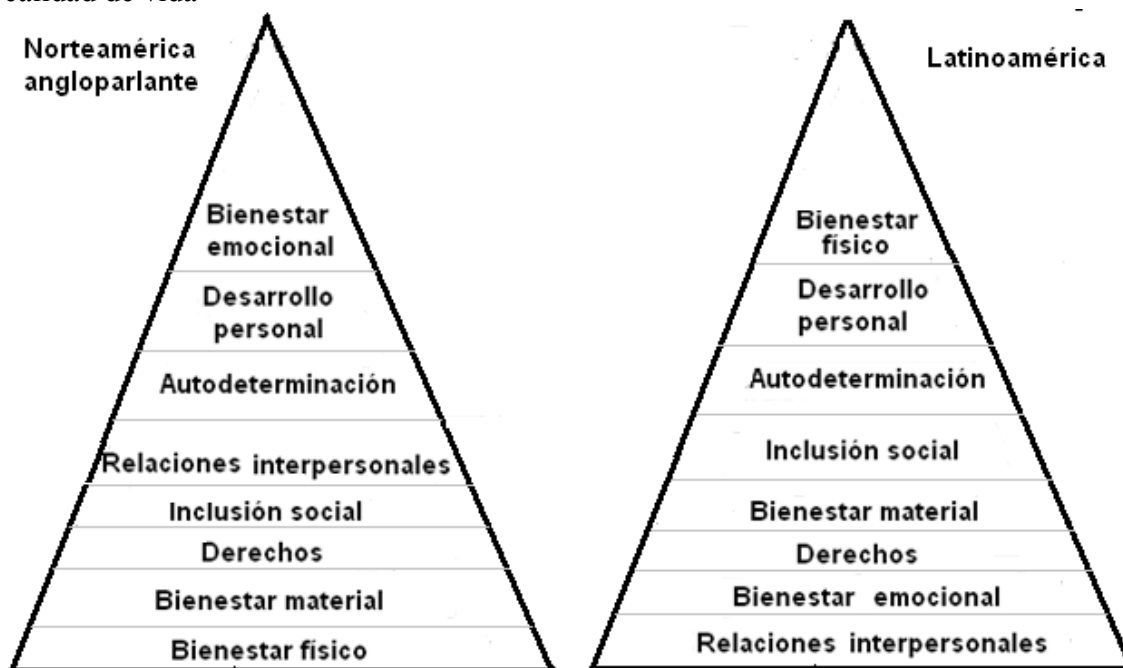 calidad de vida
Norteamérica
angloparlante
Bienestar
emocional
Desarrollo
personal
Autodeterminación
Relaciones interpersonales
Inclusión social
Derechos
Bienestar material
Bienestar físico
Latinoamérica
Bienestar
físico
Desarrollo
personal
Autodeterminación
Inclusión social
Bienestar material
Derechos
Bienestar emocional
Relaciones interpersonales